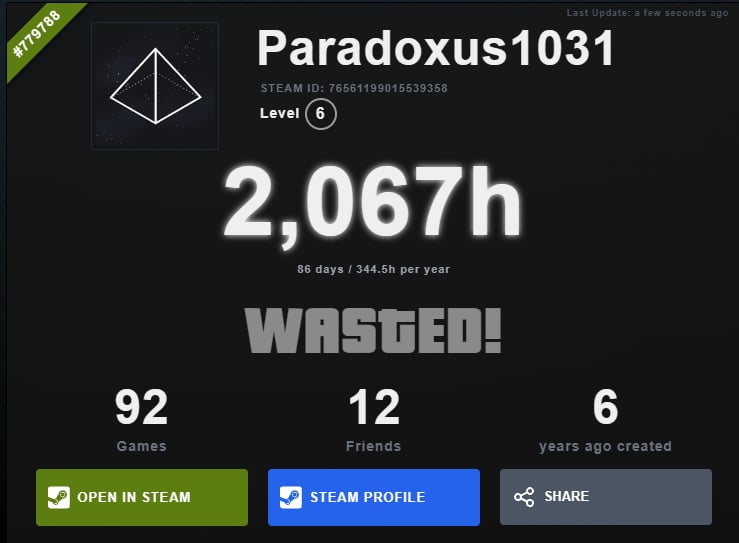 #779788
Last Update: a few seconds ago
Paradoxus1031
STEAM ID: 76561199015539358
Level 6
2,067h
86 days / 344.5h per year
WASTED!
92 12 6
Games Friends years ago created
OPEN IN STEAM STEAM PROFILE SHARE